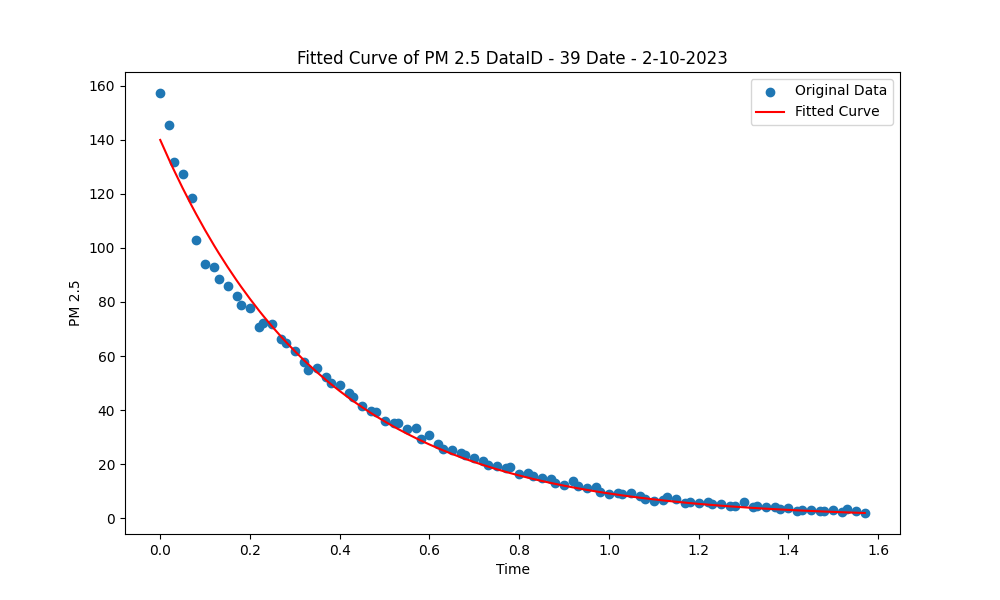 Fitted Curve of PM 2.5 DataID - 39 Date - 2-10-2023
Original Data
Fitted Curve
160
140
120
100
80
60
40
20
0
PM 2.5
0.0 0.2 0.4 0.6 0.8 1.0 1.2 1.4 1.6
Time